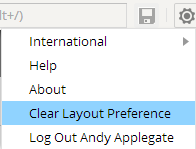 lt+/)
International
Help
About
Clear Layout Preference
Log Out Andy Applegate